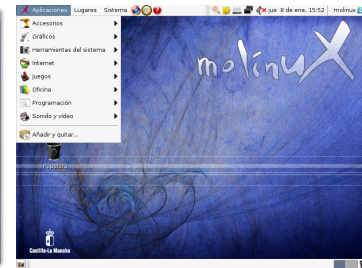 Aplicaciones Lugares Sistema jue 8 de ene, 15:52 molinux
Accesorios
Gráficos
Herramientas del sistema
Internet
Juegos
Oficina
Programación
Sonido y vídeo
Añadir y quitar...
molinux
Papelera
Castilla-La Mancha